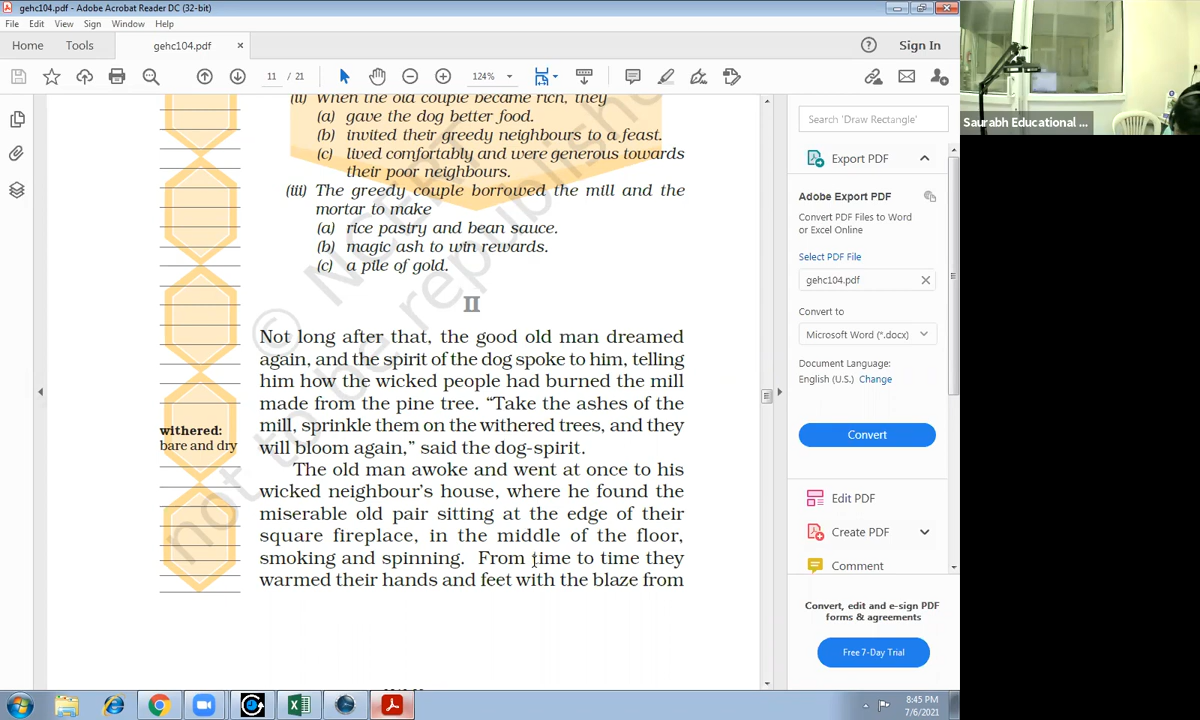 gehc104.pdf - Adobe Acrobat Reader DC (32-bit)
File Edit View Sign Window Help
Home Tools gehc104.pdf × Sign In
11 / 21 124%
(ii) When the old couple became rich, they
(a) gave the dog better food.
(b) invited their greedy neighbours to a feast.
(c) lived comfortably and were generous towards
their poor neighbours.
(iii) The greedy couple borrowed the mill and the
mortar to make
(a) rice pastry and bean sauce.
(b) magic ash to win rewards.
(c) a pile of gold.
II
Not long after that, the good old man dreamed
again, and the spirit of the dog spoke to him, telling
him how the wicked people had burned the mill
made from the pine tree. “Take the ashes of the
mill, sprinkle them on the withered trees, and they
will bloom again,” said the dog-spirit.
The old man awoke and went at once to his
wicked neighbour’s house, where he found the
miserable old pair sitting at the edge of their
square fireplace, in the middle of the floor,
smoking and spinning. From time to time they
warmed their hands and feet with the blaze from
withered:
bare and dry
© NCERT
not to be republished
Search 'Draw Rectangle'
Export PDF
Adobe Export PDF
Convert PDF Files to Word
or Excel Online
Select PDF File
gehc104.pdf
Convert to
Microsoft Word (*.docx)
Document Language:
English (U.S.) Change
Convert
Edit PDF
Create PDF
Comment
Convert, edit and e-sign PDF
forms & agreements
Free 7-Day Trial
Saurabh Educational ...
8:45 PM
7/6/2021